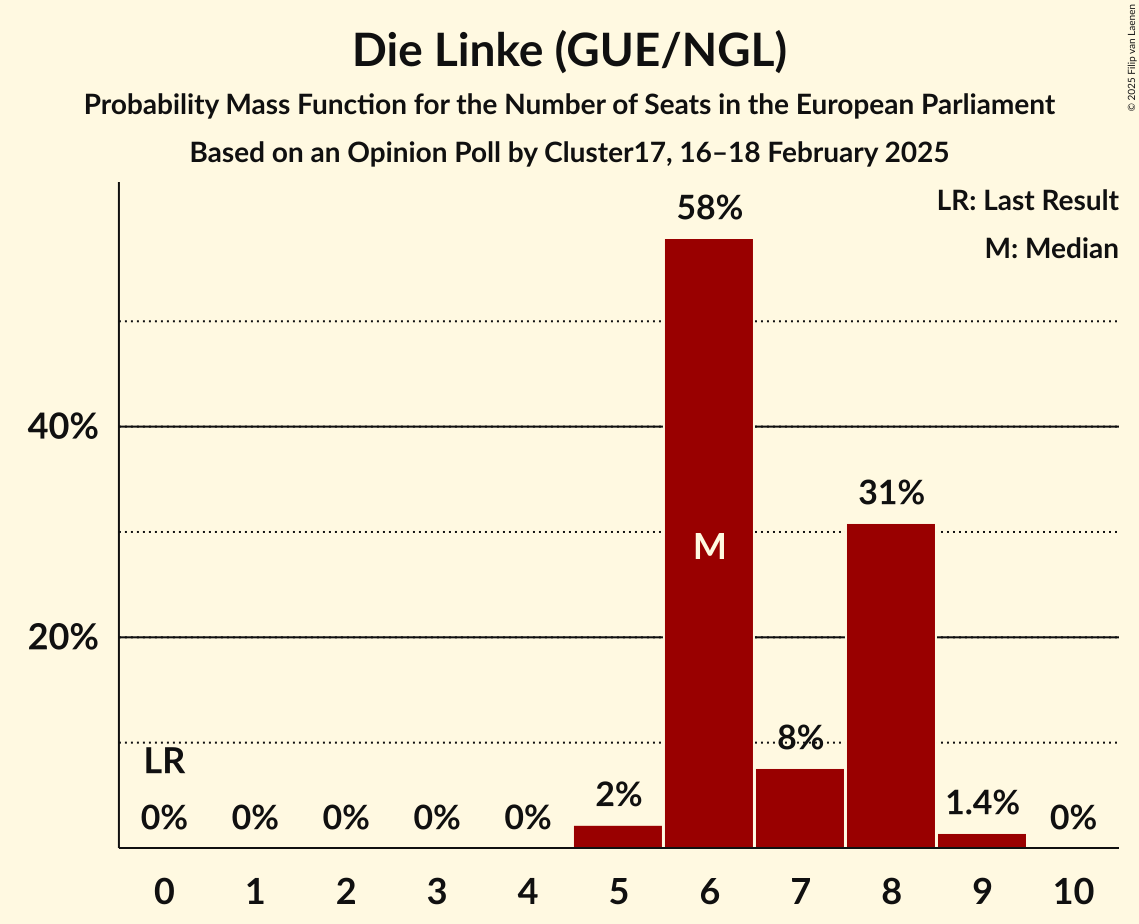 Die Linke (GUE/NGL)
Probability Mass Function for the Number of Seats in the European Parliament
Based on an Opinion Poll by Cluster17, 16–18 February 2025
© 2025 Filip van Laenen
LR: Last Result
M: Median
58%
40%
31%
M
20%
8%
LR
2%
1.4%
0% 0% 0% 0% 0% 0%
0 1 2 3 4 5 6 7 8 9 10